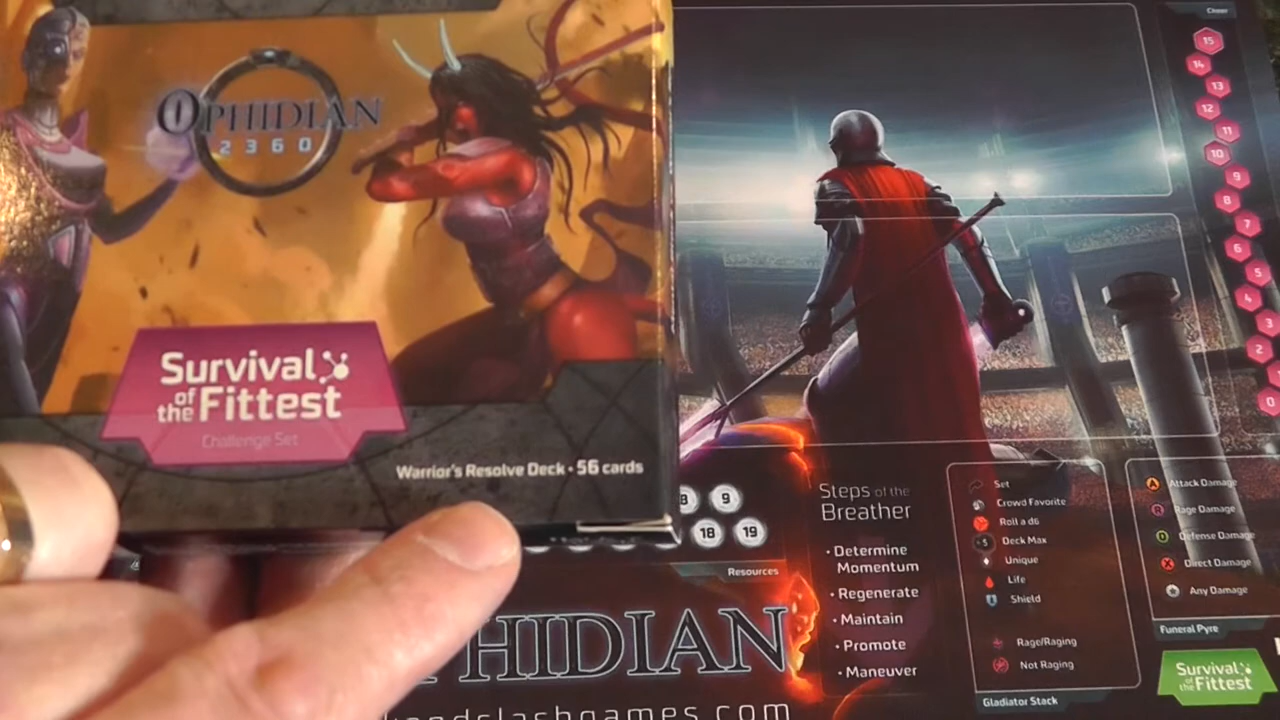 OPHIDIAN
2360
Survival
of
the Fittest
Challenge Set
Warrior's Resolve Deck • 56 cards
Cheer
15
14
13
12
11
10
9
8
7
6
5
4
3
2
0
9
18
19
Resources
PHIDIAN
andslashgames.com
Steps of the
Breather
• Determine
Momentum
• Regenerate
• Maintain
• Promote
• Maneuver
Set
Crowd Favorite
Roll a d6
Deck Max
Unique
Life
Shield
Rage/Raging
Not Raging
Gladiator Stack
A Attack Damage
R Rage Damage
D Defense Damage
X Direct Damage
Any Damage
Funeral Pyre
Survival
of
the Fittest